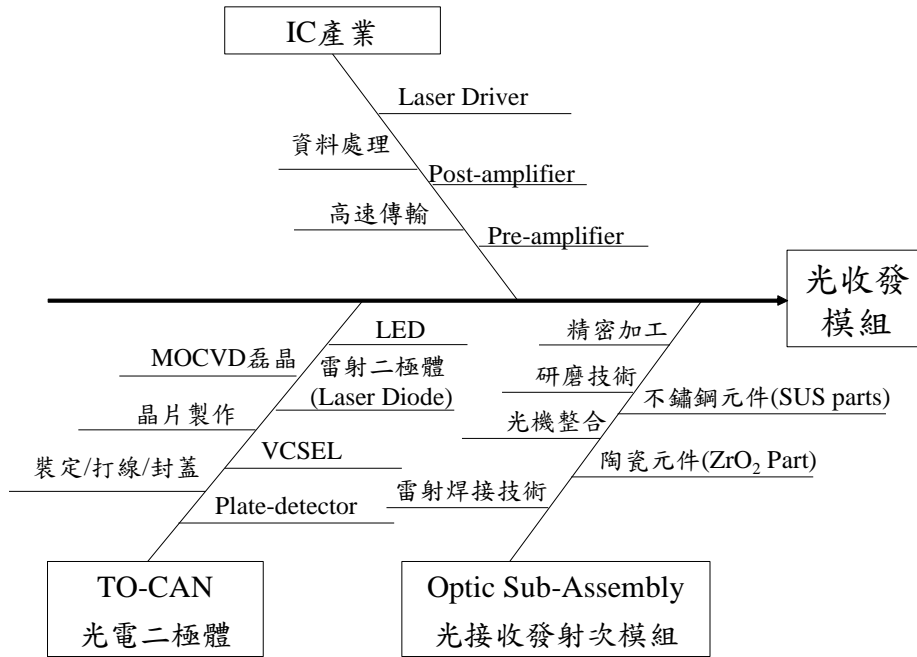 IC產業
Laser Driver
資料處理
Post-amplifier
高速傳輸
Pre-amplifier
光收發
模組
LED
MOCVD磊晶
雷射二極體
(Laser Diode)
晶片製作
VCSEL
裝定/打線/封蓋
Plate-detector
精密加工
研磨技術
不鏽鋼元件(SUS parts)
光機整合
陶瓷元件(ZrO₂ Part)
雷射焊接技術
TO-CAN
光電二極體
Optic Sub-Assembly
光接收發射次模組